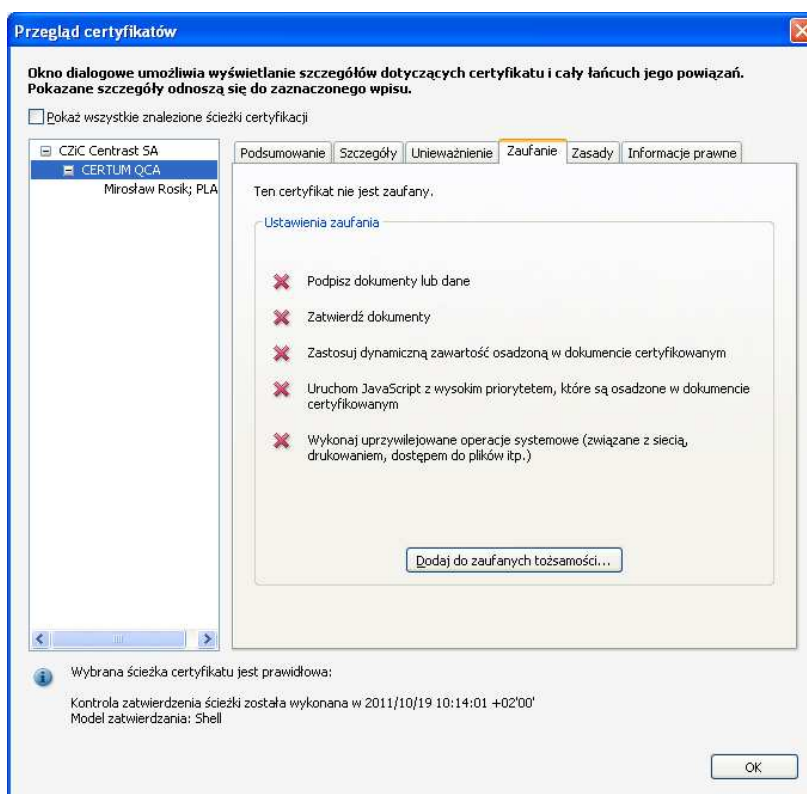 Przegląd certyfikatów
Okno dialogowe umożliwia wyświetlanie szczegółów dotyczących certyfikatu i cały łańcuch jego powiązań.
Pokazane szczegóły odnoszą się do zaznaczonego wpisu.
Pokaż wszystkie znalezione ścieżki certyfikacji
CZiC Centrast SA
CERTUM QCA
Mirosław Rosik; PLA
Podsumowanie Szczegóły Unieważnienie Zaufanie Zasady Informacje prawne
Ten certyfikat nie jest zaufany.
Ustawienia zaufania
Podpisz dokumenty lub dane
Zatwierdź dokumenty
Zastosuj dynamiczną zawartość osadzoną w dokumencie certyfikowanym
Uruchom JavaScript z wysokim priorytetem, które są osadzone w dokumencie
certyfikowanym
Wykonaj uprzywilejowane operacje systemowe (związane z siecią,
drukowaniem, dostępem do plików itp.)
Dodaj do zaufanych tożsamości...
Wybrana ścieżka certyfikatu jest prawidłowa:
Kontrola zatwierdzenia ścieżki została wykonana w 2011/10/19 10:14:01 +02'00'
Model zatwierdzania: Shell
OK